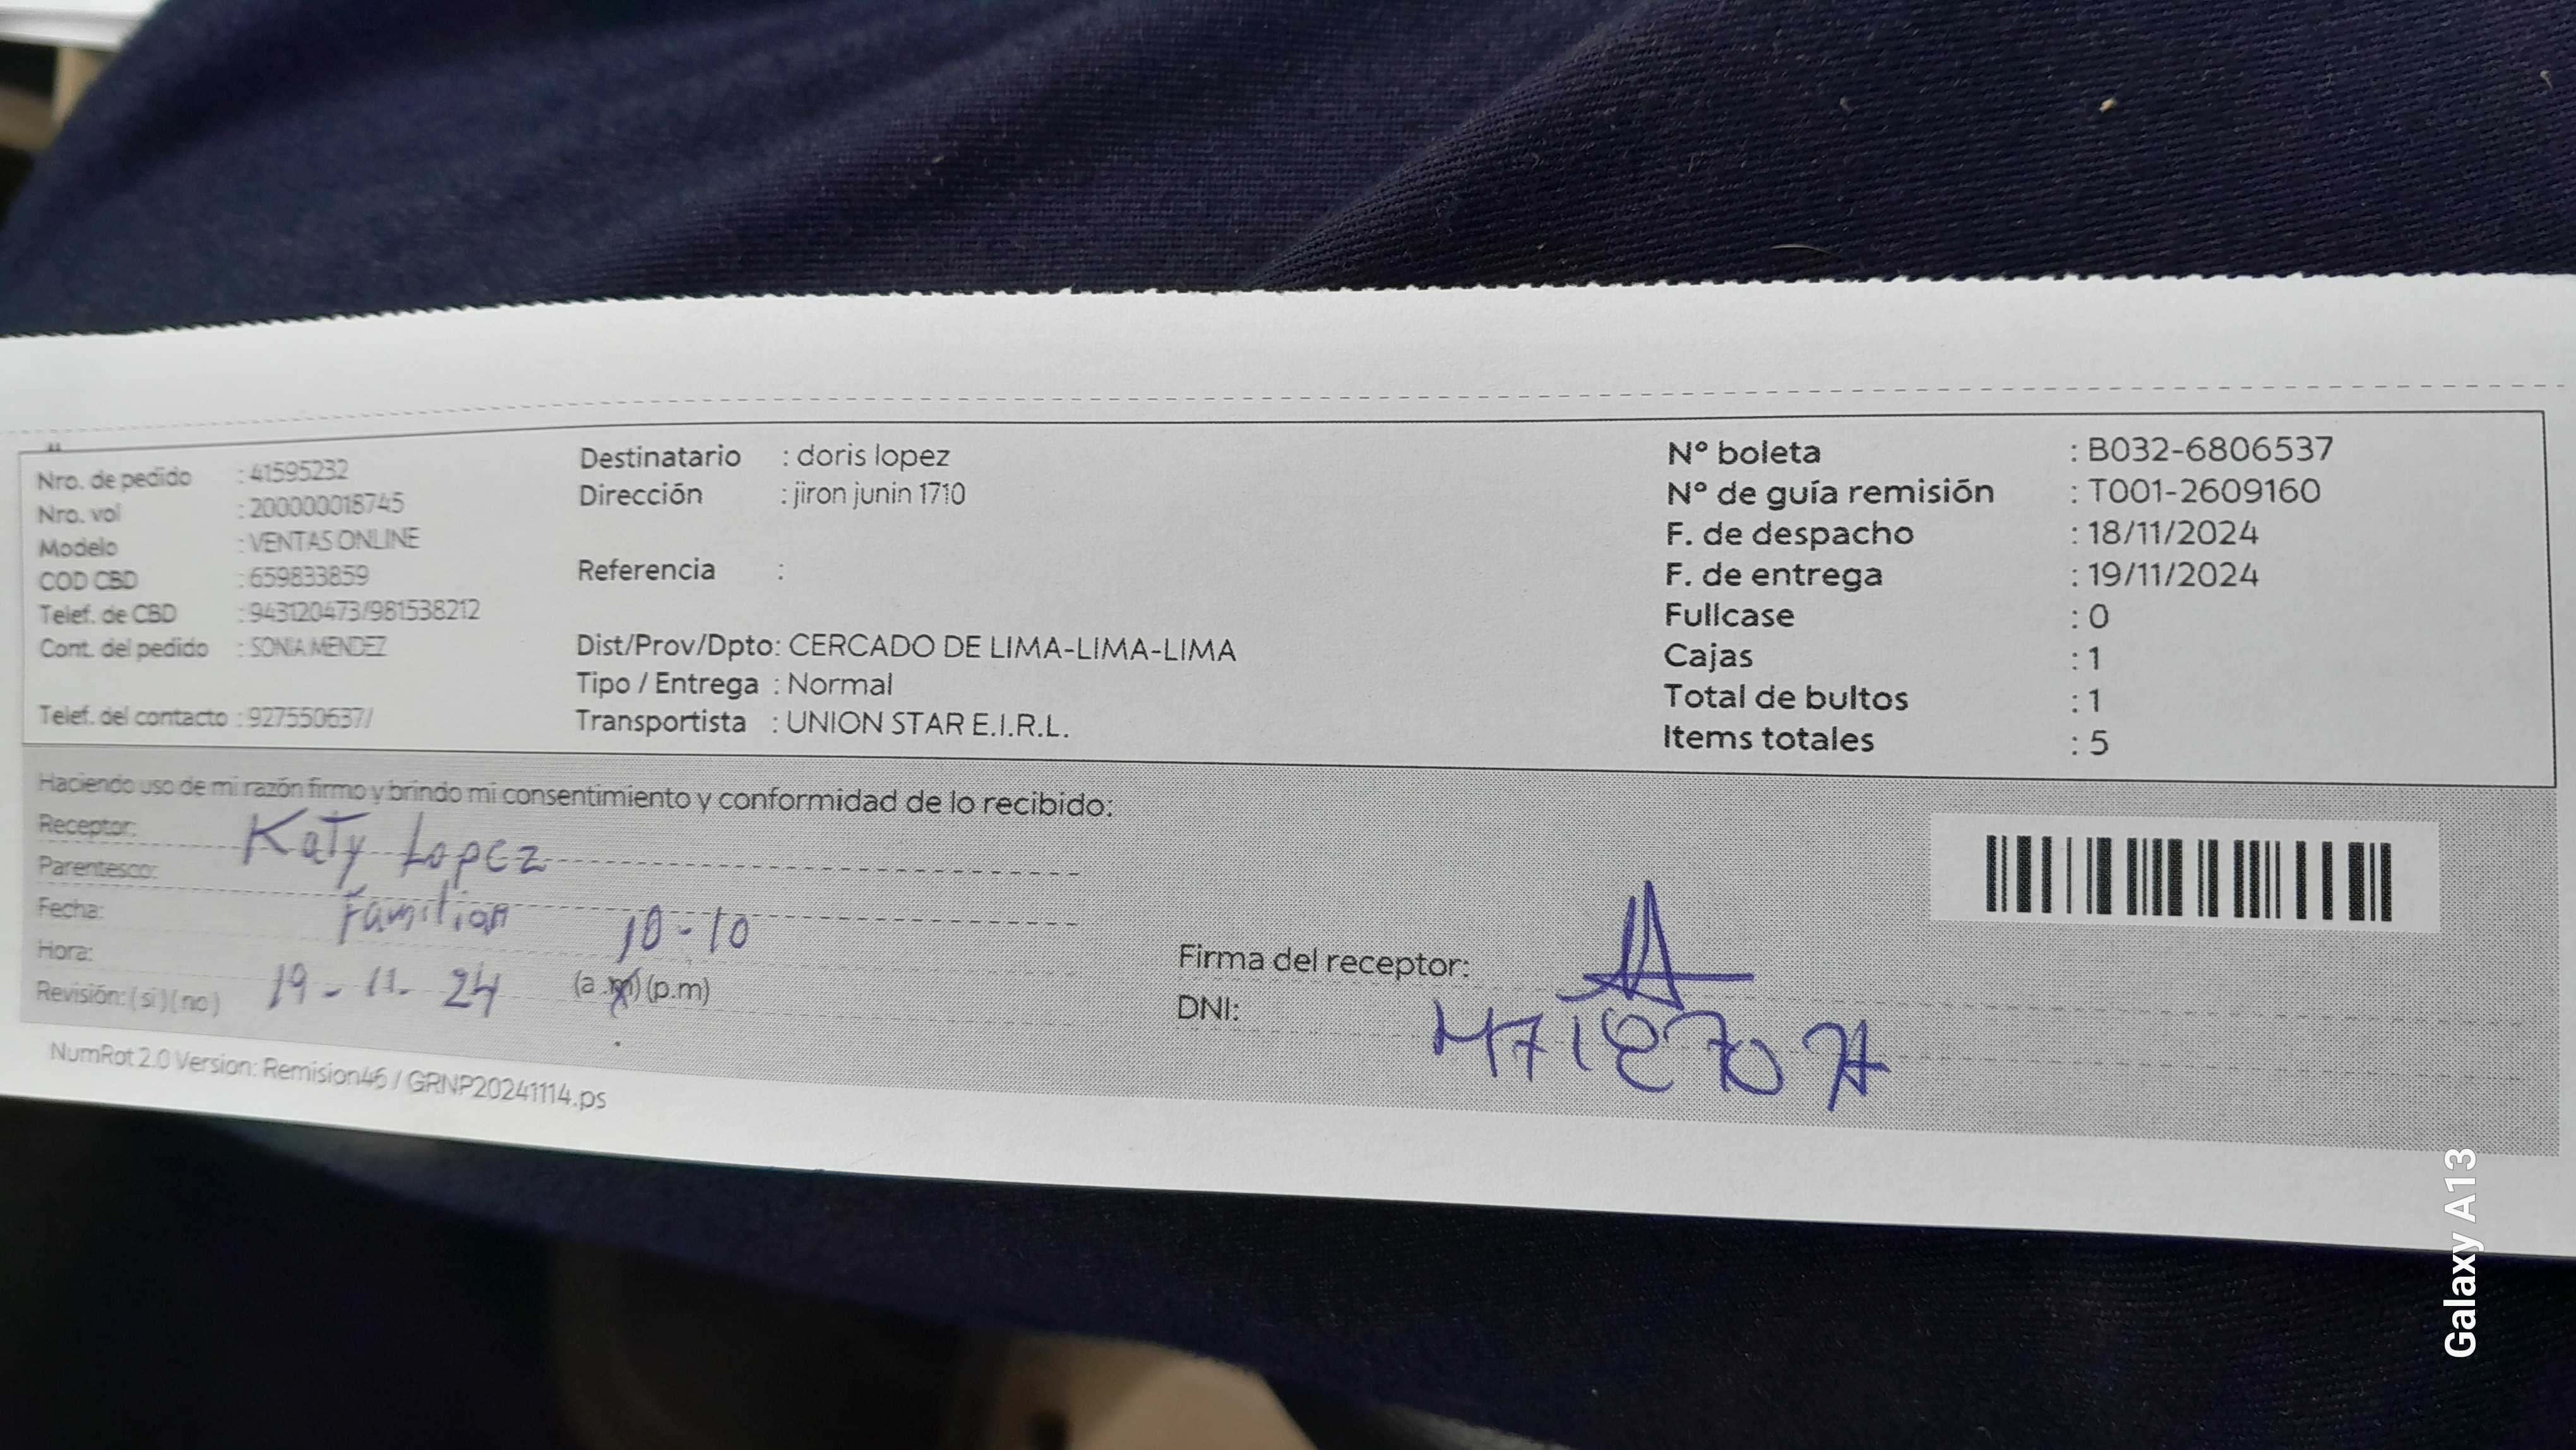 Nro. de pedido : 41595232
Nro. vol : 200000018745
Modelo : VENTAS ONLINE
COD CBD : 659833859
Telef. de CBD : 943120473/981538212
Cont. del pedido : SONIA MENDEZ
Telef. del contacto : 927550637/
Destinatario : doris lopez
Dirección : jiron junin 1710
Referencia :
Dist/Prov/Dpto: CERCADO DE LIMA-LIMA-LIMA
Tipo / Entrega : Normal
Transportista : UNION STAR E.I.R.L.
Nº boleta : B032-6806537
Nº de guía remisión : T001-2609160
F. de despacho : 18/11/2024
F. de entrega : 19/11/2024
Fullcase : 0
Cajas : 1
Total de bultos : 1
Items totales : 5
Haciendo uso de mi razón firmo y brindo mi consentimiento y conformidad de lo recibido:
Receptor: Katy Lopez
Parentesco:
Fecha: Familiar
Hora: 10-10
Revisión: ( si ) ( no ) 19-11-24 (a.m) (p.m)
Firma del receptor:
DNI:
NumRot 2.0 Version: Remision46 / GRNP20241114.ps
Galaxy A13